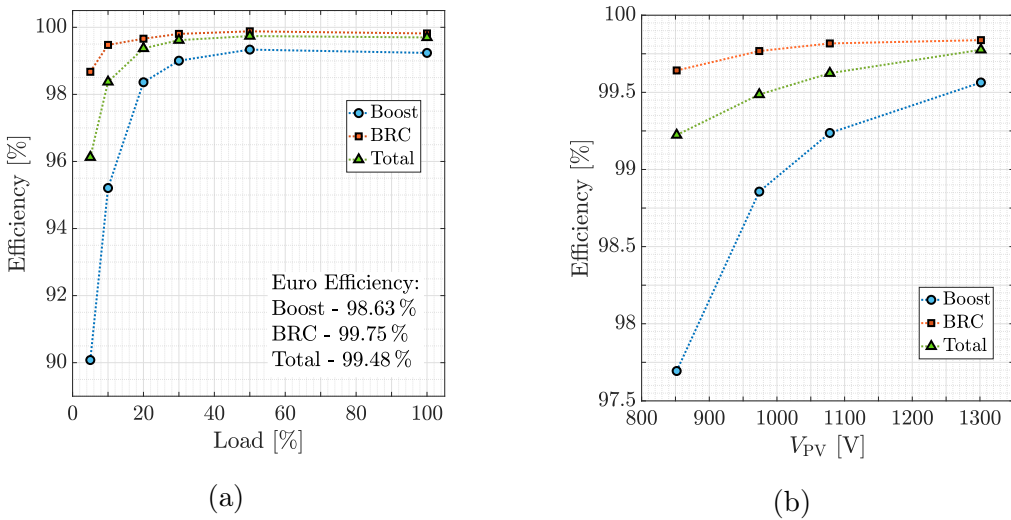 100
98
96
94
92
90
Efficiency [%]
0
20
40
60
80
100
Load [%]
Boost
BRC
Total
Euro Efficiency:
Boost - 98.63 %
BRC - 99.75 %
Total - 99.48 %
(a)
100
99.5
99
98.5
98
97.5
Efficiency [%]
800
900
1000
1100
1200
1300
V_PV [V]
Boost
BRC
Total
(b)